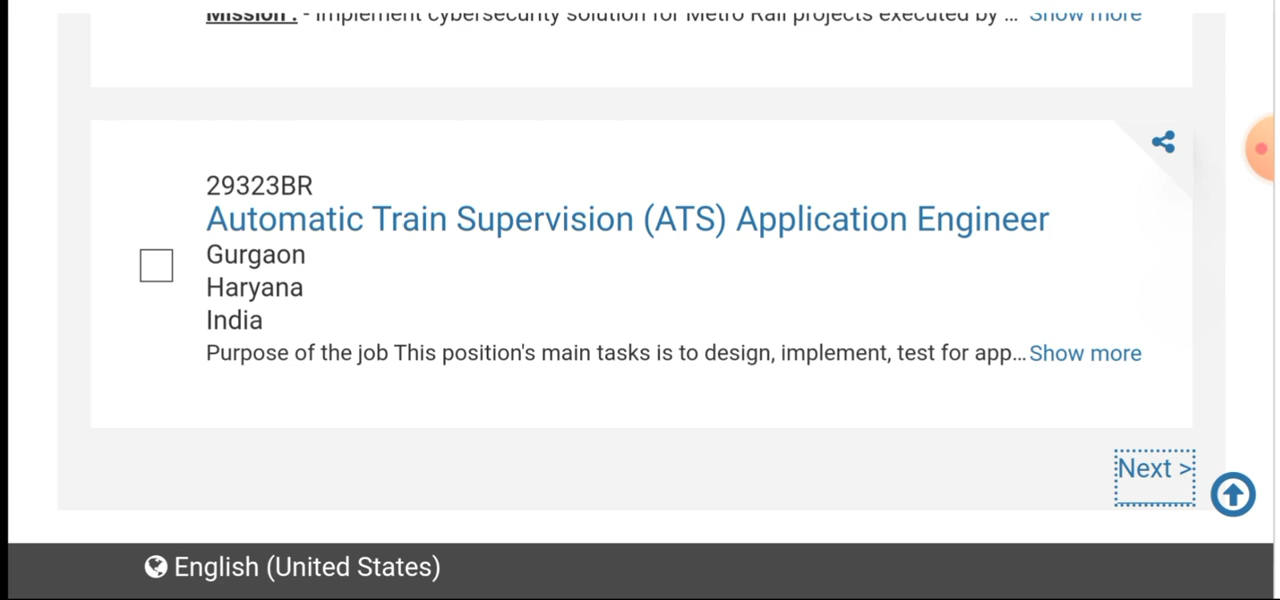 Mission : - Implement cybersecurity solution for Metro Rail projects executed by ... Show more
29323BR
Automatic Train Supervision (ATS) Application Engineer
Gurgaon
Haryana
India
Purpose of the job This position's main tasks is to design, implement, test for app... Show more
Next >
English (United States)